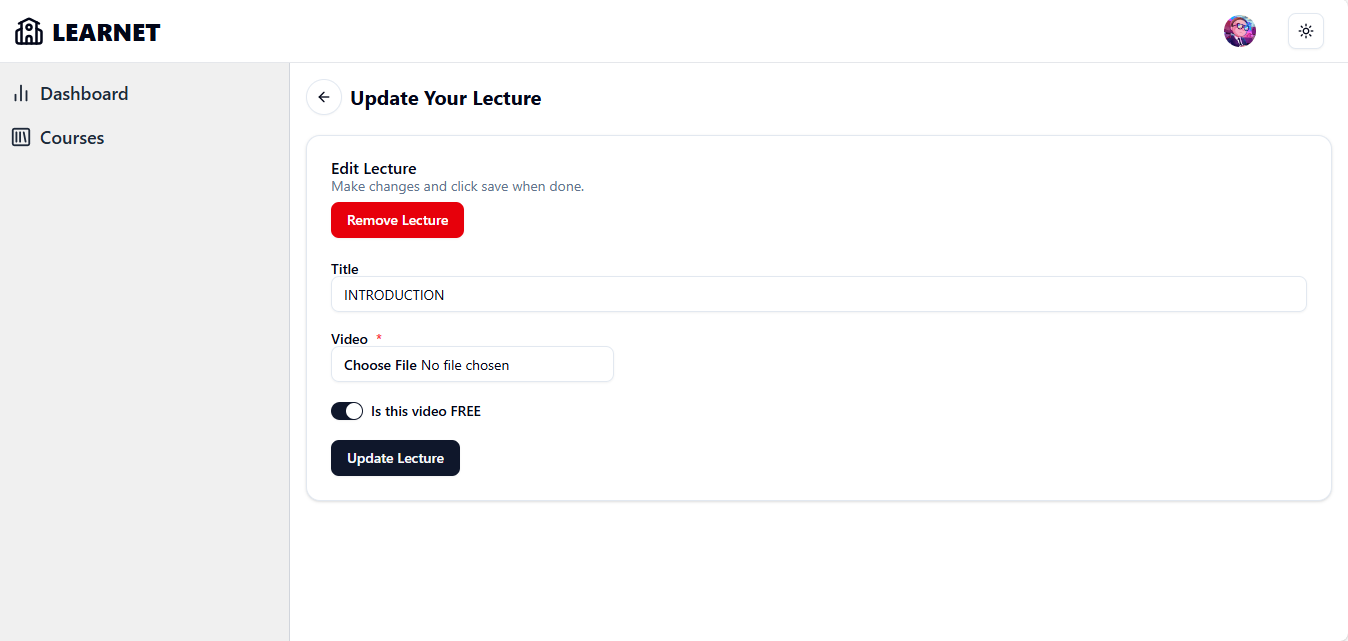 LEARNET
Dashboard
Courses
Update Your Lecture
Edit Lecture
Make changes and click save when done.
Remove Lecture
Title
INTRODUCTION
Video *
Choose File No file chosen
Is this video FREE
Update Lecture